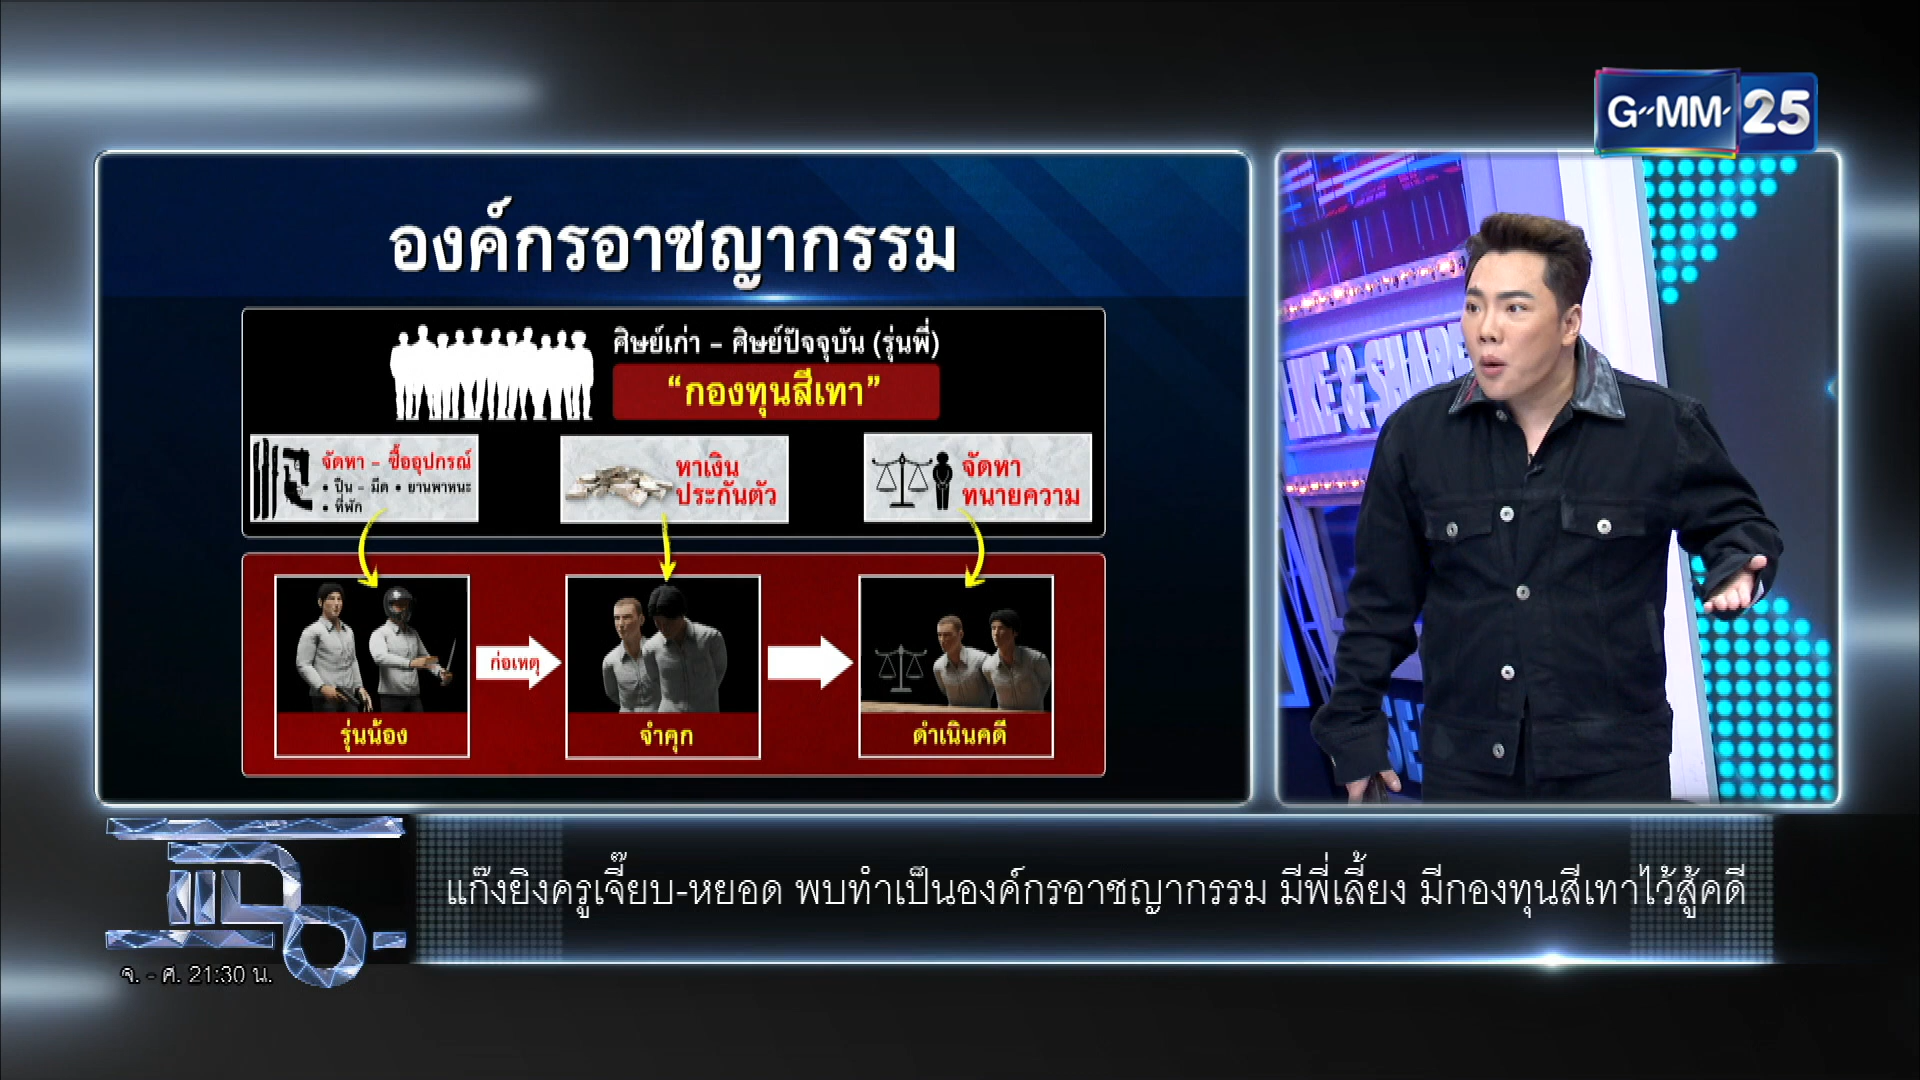 GMM 25
องค์กรอาชญากรรม
ศิษย์เก่า - ศิษย์ปัจจุบัน (รุ่นพี่)
“กองทุนสีเทา”
จัดหา - ซื้ออุปกรณ์
• ปืน - มีด • ยานพาหนะ
• ที่พัก
หาเงิน
ประกันตัว
จัดหา
ทนายความ
ก่อเหตุ
รุ่นน้อง
จำคุก
ดำเนินคดี
LIKE & SHARE
SE
แฉ
แก๊งยิงครูเจี๊ยบ-หยอด พบทำเป็นองค์กรอาชญากรรม มีพี่เลี้ยง มีกองทุนสีเทาไว้สู้คดี
จ. - ศ. 21:30 น.